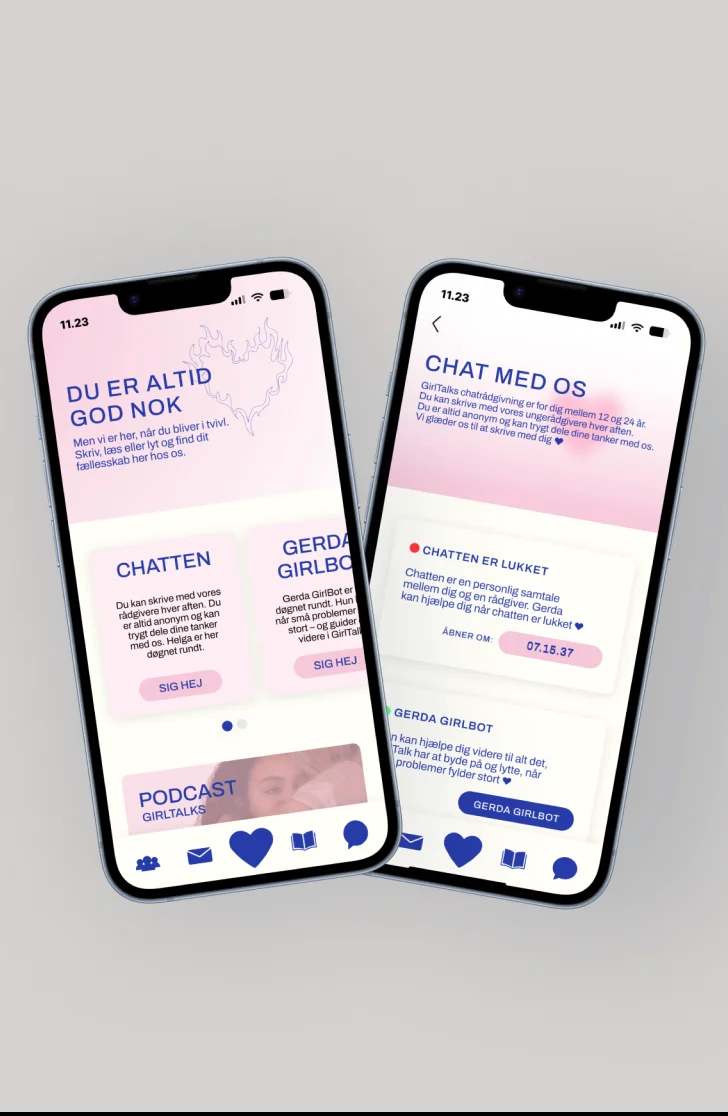 11.23
DU ER ALTID
GOD NOK
Men vi er her, når du bliver i tvivl.
Skriv, læs eller lyt og find dit
fællesskab her hos os.
CHATTEN
Du kan skrive med vores
rådgivere hver aften. Du
er altid anonym og kan
trygt dele dine tanker
med os. Helga er her
døgnet rundt.
SIG HEJ
GERDA
GIRLBO
Gerda GirlBot er
døgnet rundt. Hun
når små problemer
stort – og guider
videre i GirlTal
SIG HEJ
PODCAST
GIRLTALKS
11.23
CHAT MED OS
GirlTalks chatrådgivning er for dig mellem 12 og 24 år.
Du kan skrive med vores ungerådgivere hver aften.
Du er altid anonym og kan trygt dele dine tanker med os.
Vi glæder os til at skrive med dig
CHATTEN ER LUKKET
Chatten er en personlig samtale
mellem dig og en rådgiver. Gerda
kan hjælpe dig når chatten er lukket
ÅBNER OM: 07.15.37
GERDA GIRLBOT
n kan hjælpe dig videre til alt det,
Talk har at byde på og lytte, når
problemer fylder stort
GERDA GIRLBOT